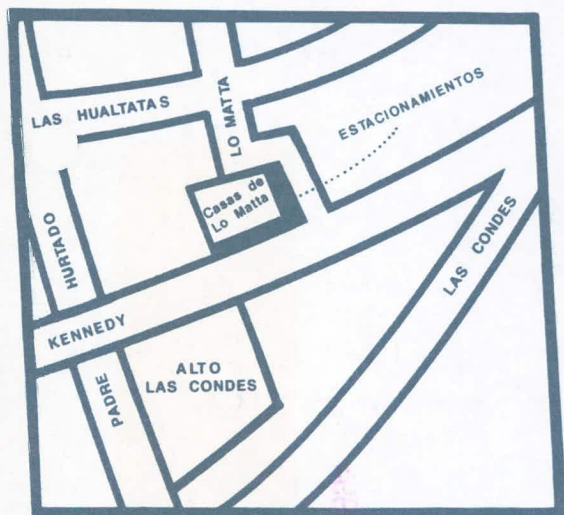 LAS HUALTATAS
LO MATTA
ESTACIONAMIENTOS
Casas de
Lo Matta
HURTADO
KENNEDY
LAS CONDES
ALTO
LAS CONDES
PADRE